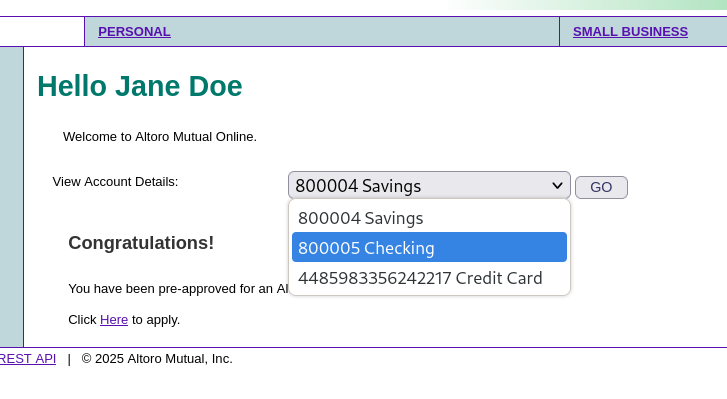 PERSONAL
SMALL BUSINESS
Hello Jane Doe
Welcome to Altoro Mutual Online.
View Account Details:
800004 Savings
GO
800004 Savings
800005 Checking
4485983356242217 Credit Card
Congratulations!
You have been pre-approved for an Al
Click Here to apply.
REST API | © 2025 Altoro Mutual, Inc.